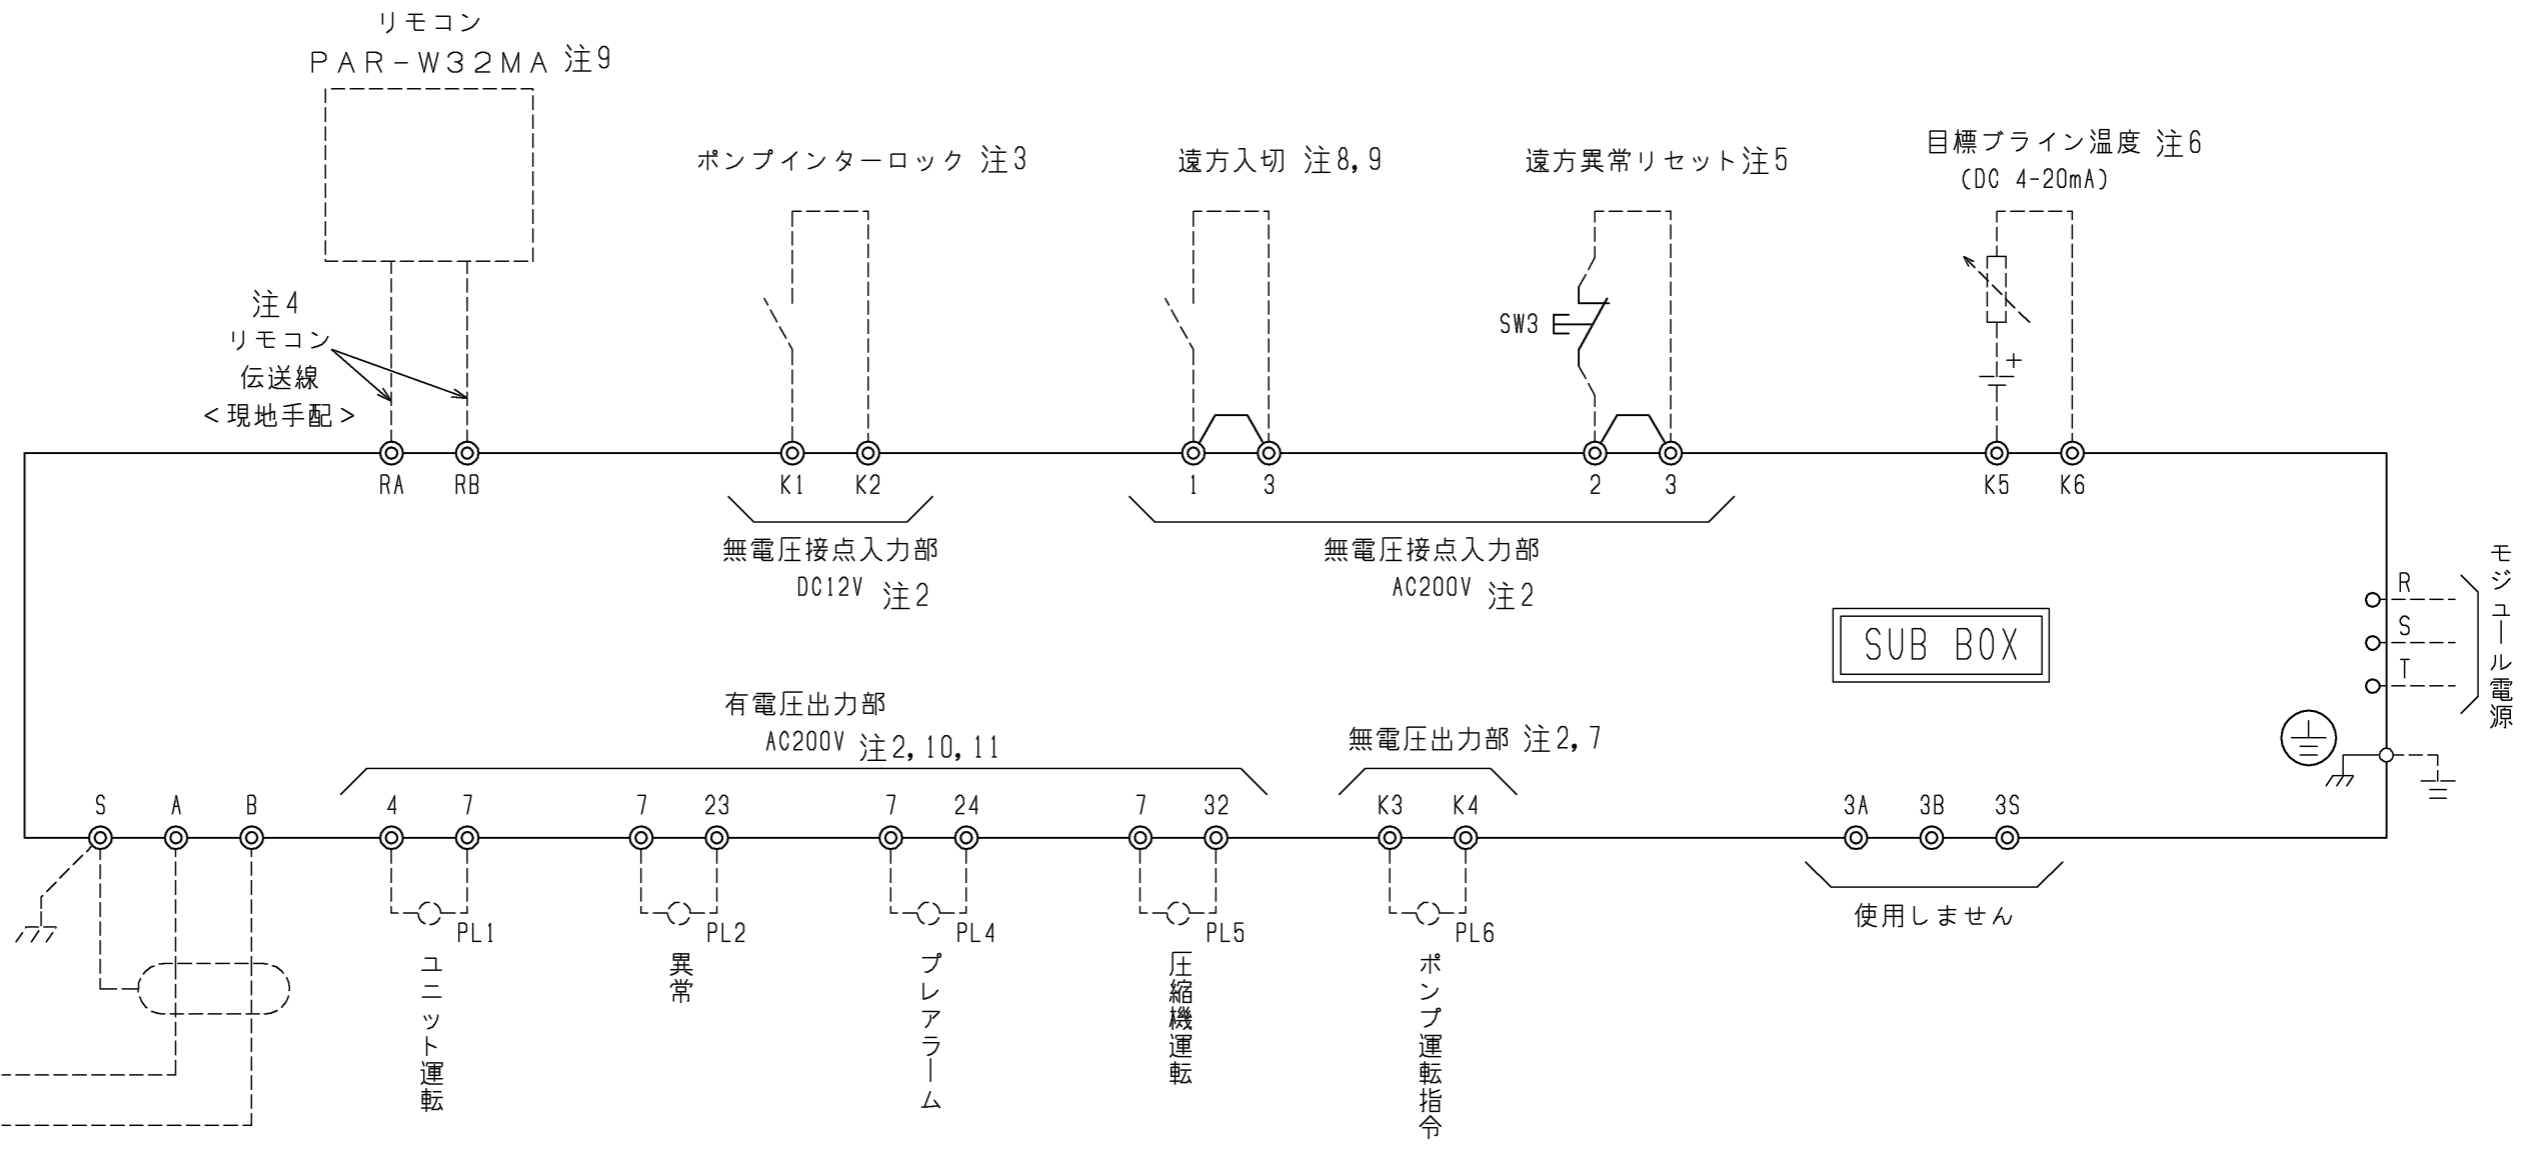 リモコン
PAR-W32MA 注9
ポンプインターロック 注3
遠方入切 注8,9
遠方異常リセット注5
目標ブライン温度 注6
(DC 4-20mA)
注4
リモコン
伝送線
<現地手配>
SW3
+
RA RB K1 K2 1 3 2 3 K5 K6
無電圧接点入力部
DC12V 注2
無電圧接点入力部
AC200V 注2
R
S
T
モジュール電源
SUB BOX
有電圧出力部
AC200V 注2,10,11
無電圧出力部 注2,7
S A B 4 7 7 23 7 24 7 32 K3 K4 3A 3B 3S
PL1 PL2 PL4 PL5 PL6
使用しません
ユニット運転
異常
プレアラーム
圧縮機運転
ポンプ運転指令